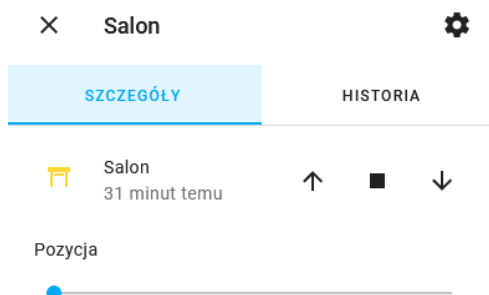 Salon
SZCZEGÓŁY
HISTORIA
Salon
31 minut temu
Pozycja